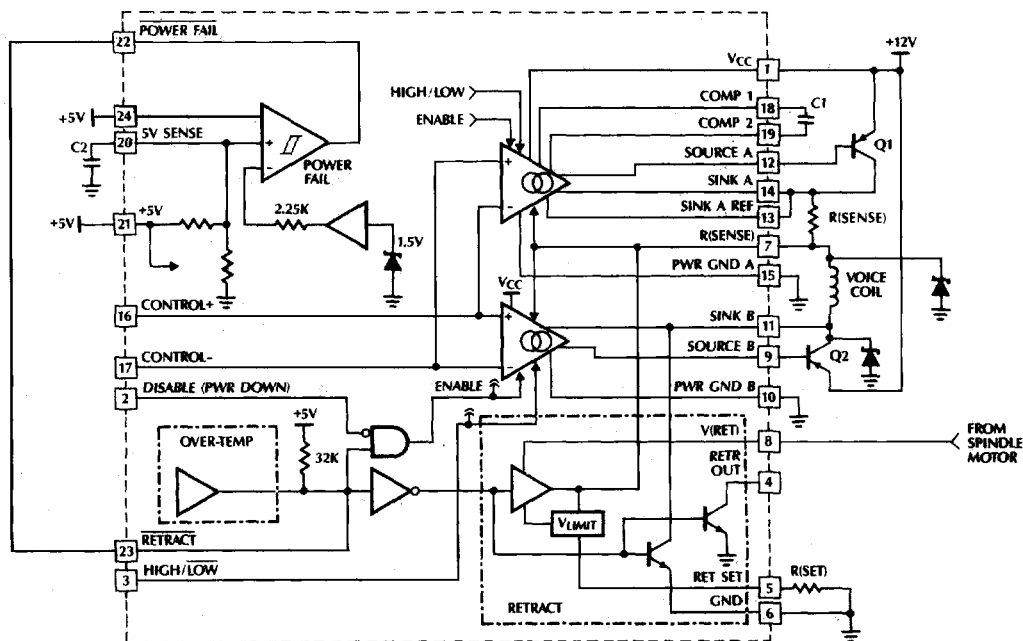 POWER FAIL
22
+12V
VCC
1
HIGH/LOW
COMP 1
18
C1
+5V
24
ENABLE
COMP 2
19
5V SENSE
20
C2
+
POWER
FAIL
-
+
SOURCE A
12
Q1
SINK A
14
2.25K
SINK A REF
13
R(SENSE)
+5V
21
+5V
1.5V
-
R(SENSE)
7
PWR GND A
15
VOICE
COIL
VCC
CONTROL+
16
+
SINK B
11
SOURCE B
9
Q2
CONTROL-
17
-
DISABLE (PWR DOWN)
2
ENABLE
PWR GND B
10
+5V
OVER-TEMP
32K
V(RET)
8
FROM
SPINDLE
MOTOR
RETR
OUT
4
VLIMIT
RETRACT
23
HIGH/LOW
3
RET SET
5
R(SET)
GND
6
RETRACT